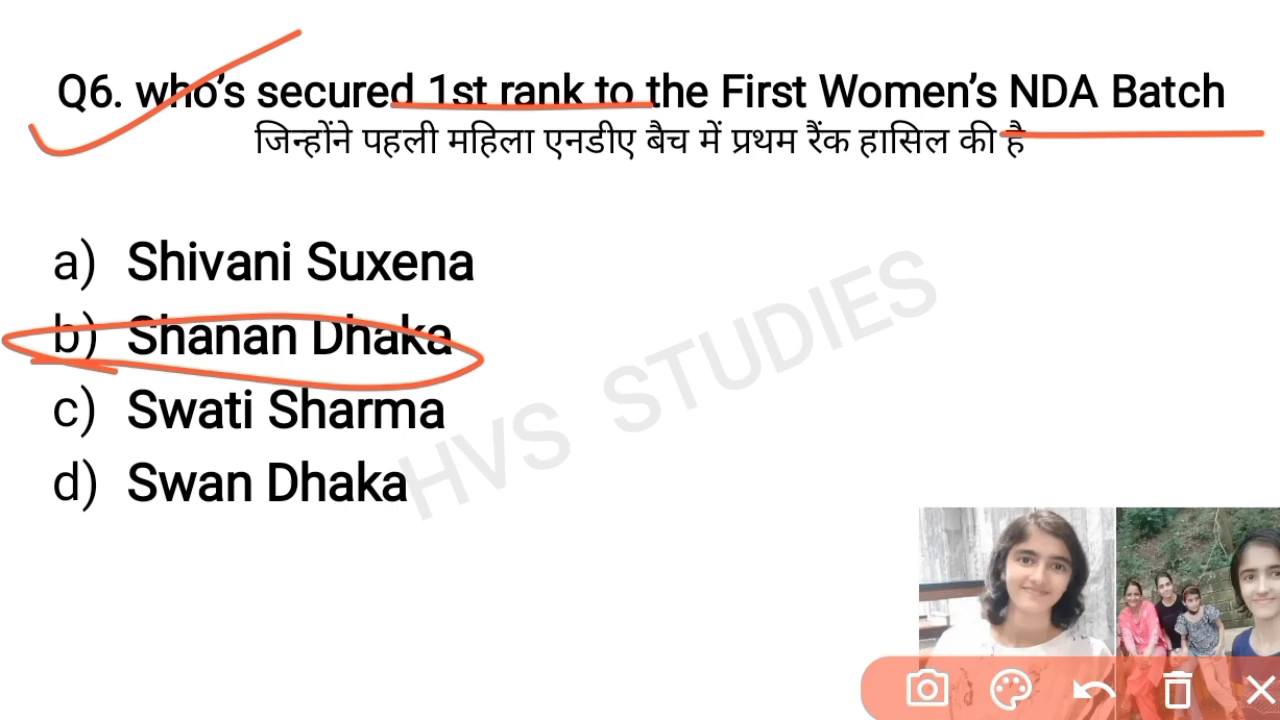 Q6. who's secured 1st rank to the First Women's NDA Batch
जिन्होंने पहली महिला एनडीए बैच में प्रथम रैंक हासिल की है
a) Shivani Suxena
b) Shanan Dhaka
c) Swati Sharma
d) Swan Dhaka
HVS STUDIES